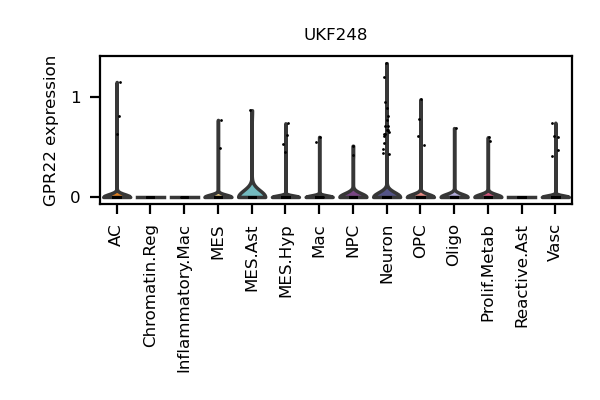 UKF248
GPR22 expression
1
0
AC
Chromatin.Reg
Inflammatory.Mac
MES
MES.Ast
MES.Hyp
Mac
NPC
Neuron
OPC
Oligo
Prolif.Metab
Reactive.Ast
Vasc